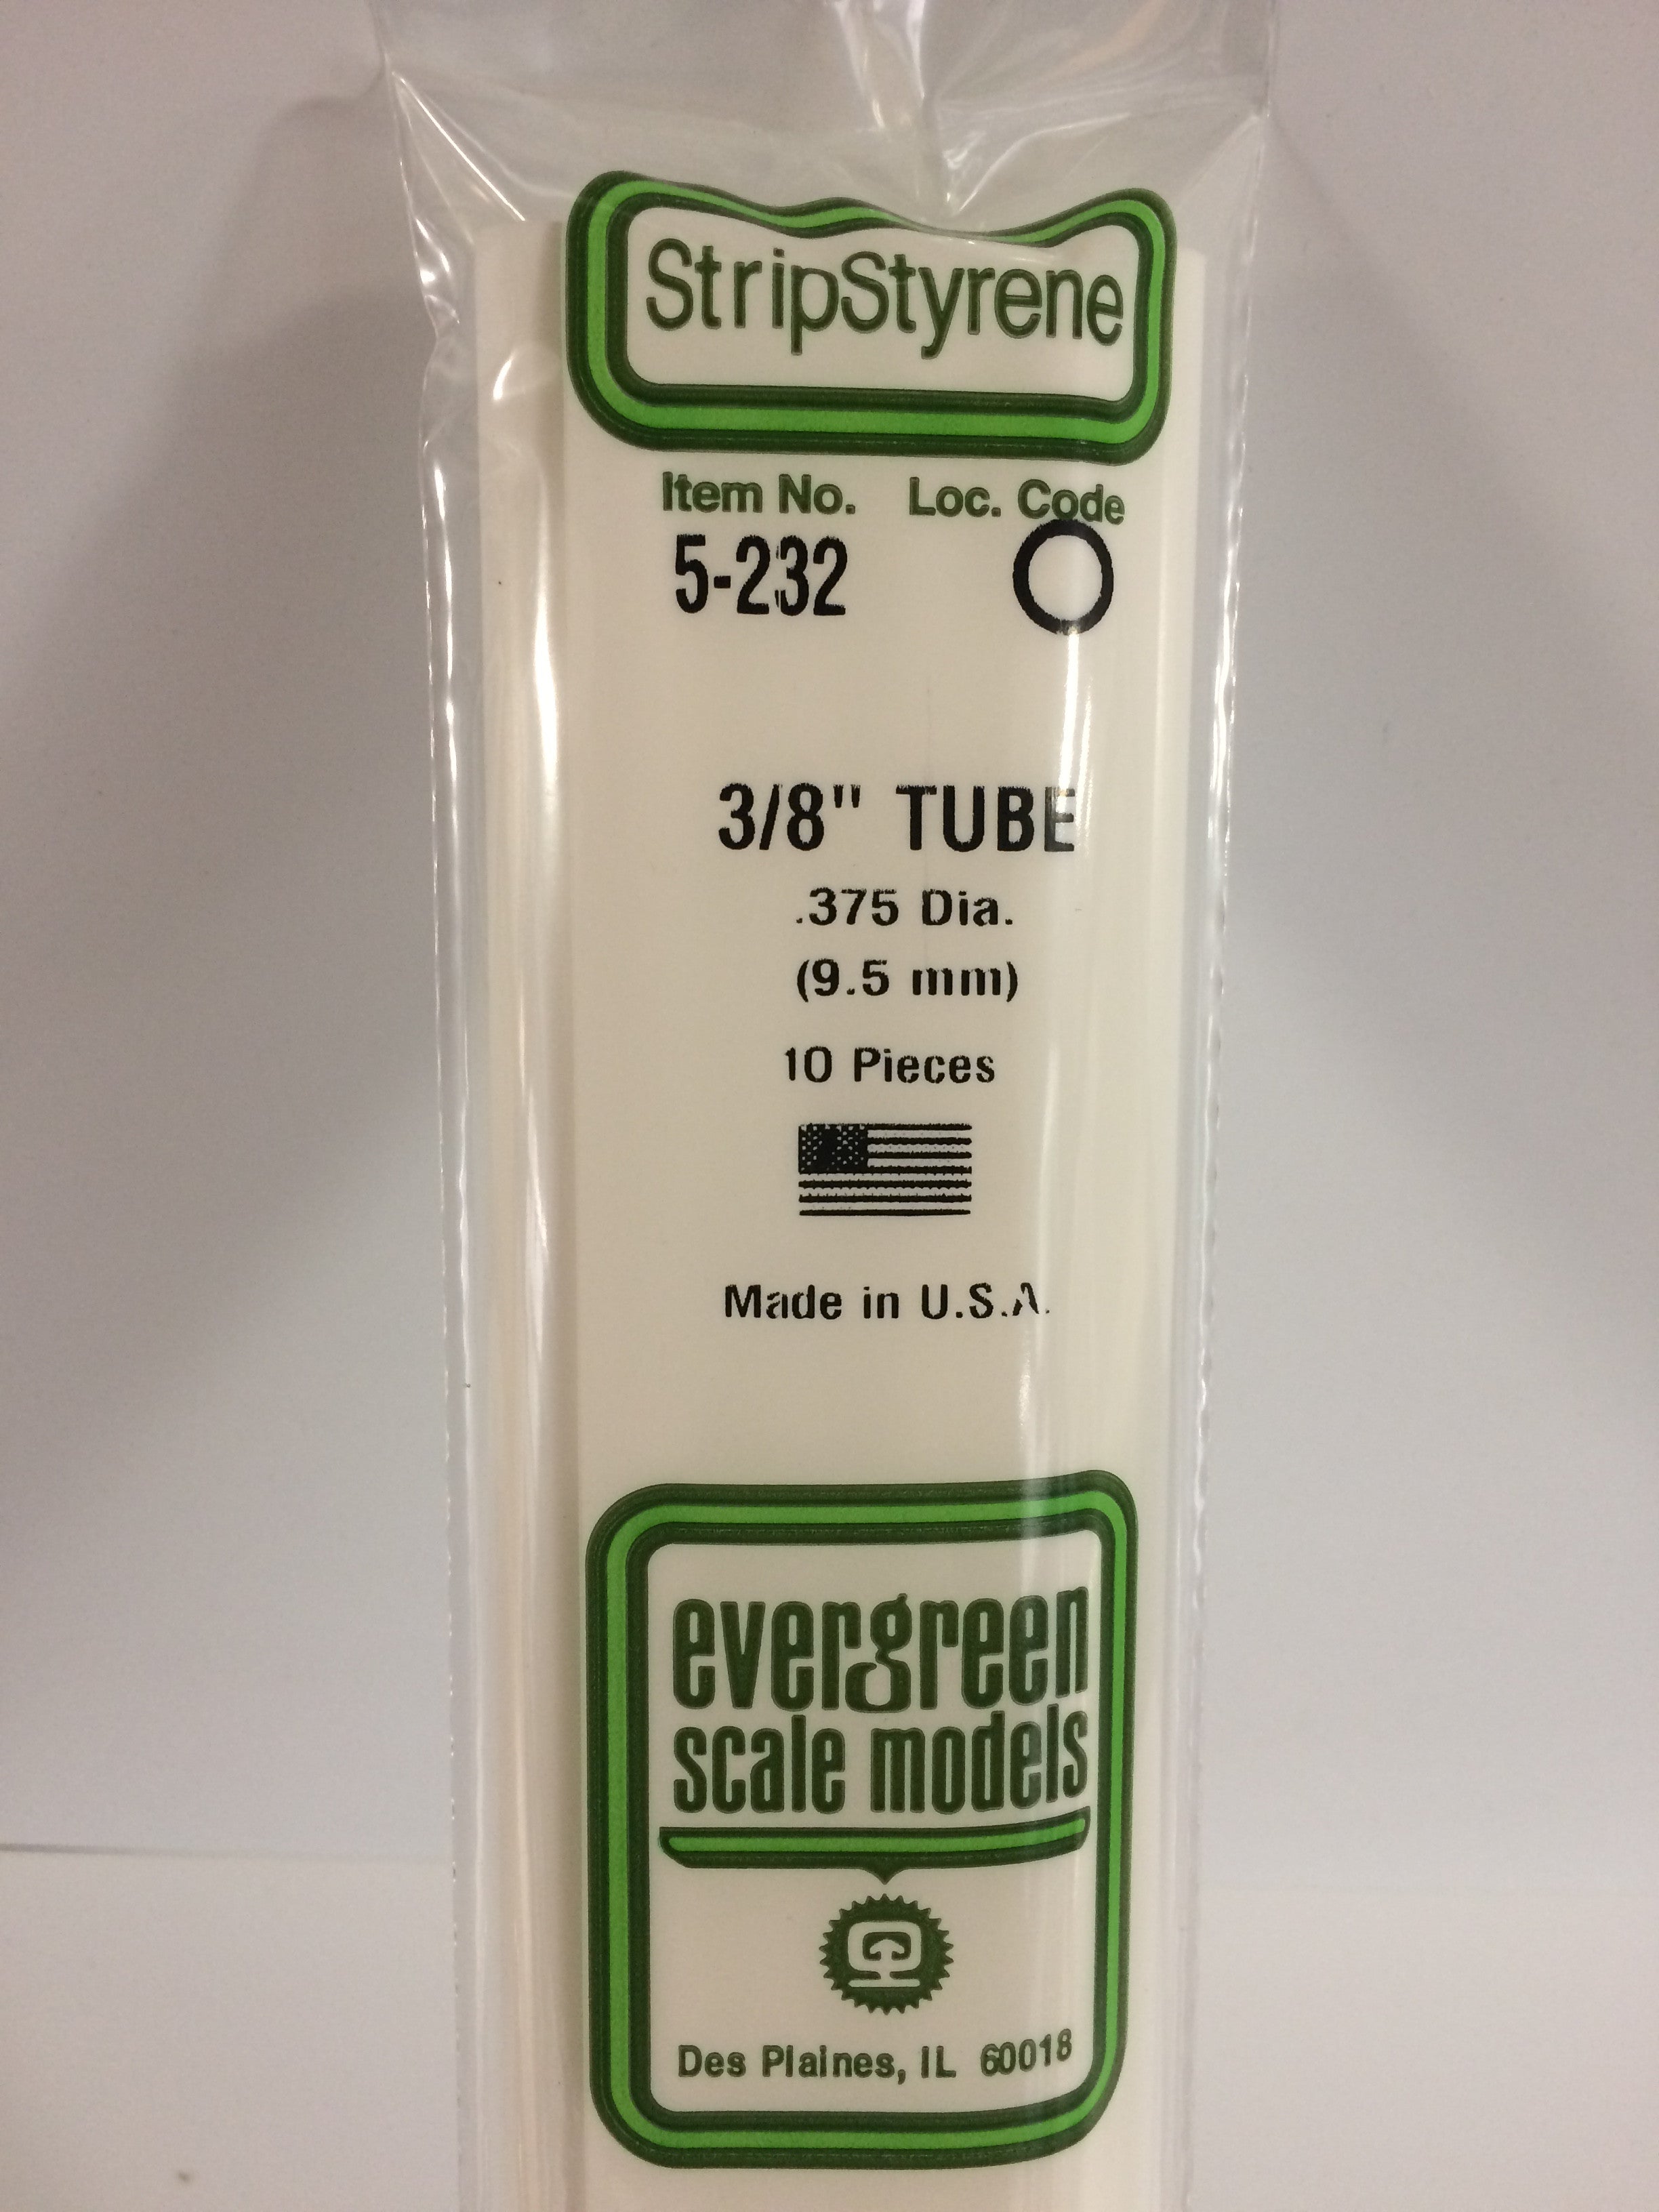 StripStyrene
Item No. Loc. Code
5-232
3/8" TUBE
.375 Dia.
(9.5 mm)
10 Pieces
Made in U.S.A.
evergreen
scale models
Des Plaines, IL 60018